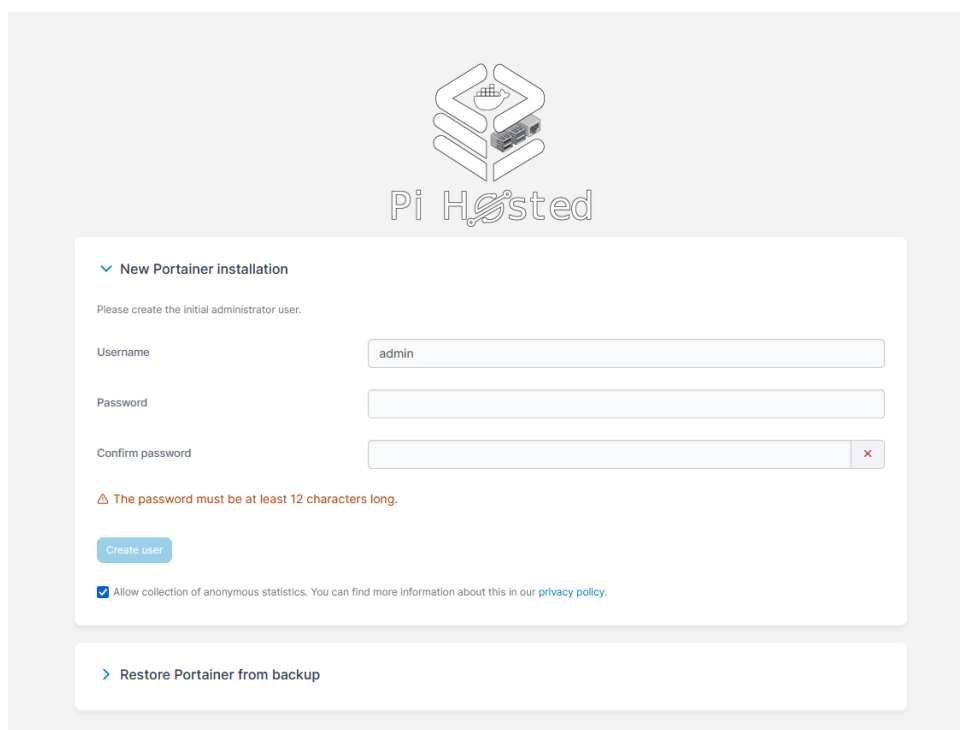 Pi Hosted
New Portainer installation
Please create the initial administrator user.
Username
admin
Password
Confirm password
The password must be at least 12 characters long.
Create user
Allow collection of anonymous statistics. You can find more information about this in our privacy policy.
Restore Portainer from backup